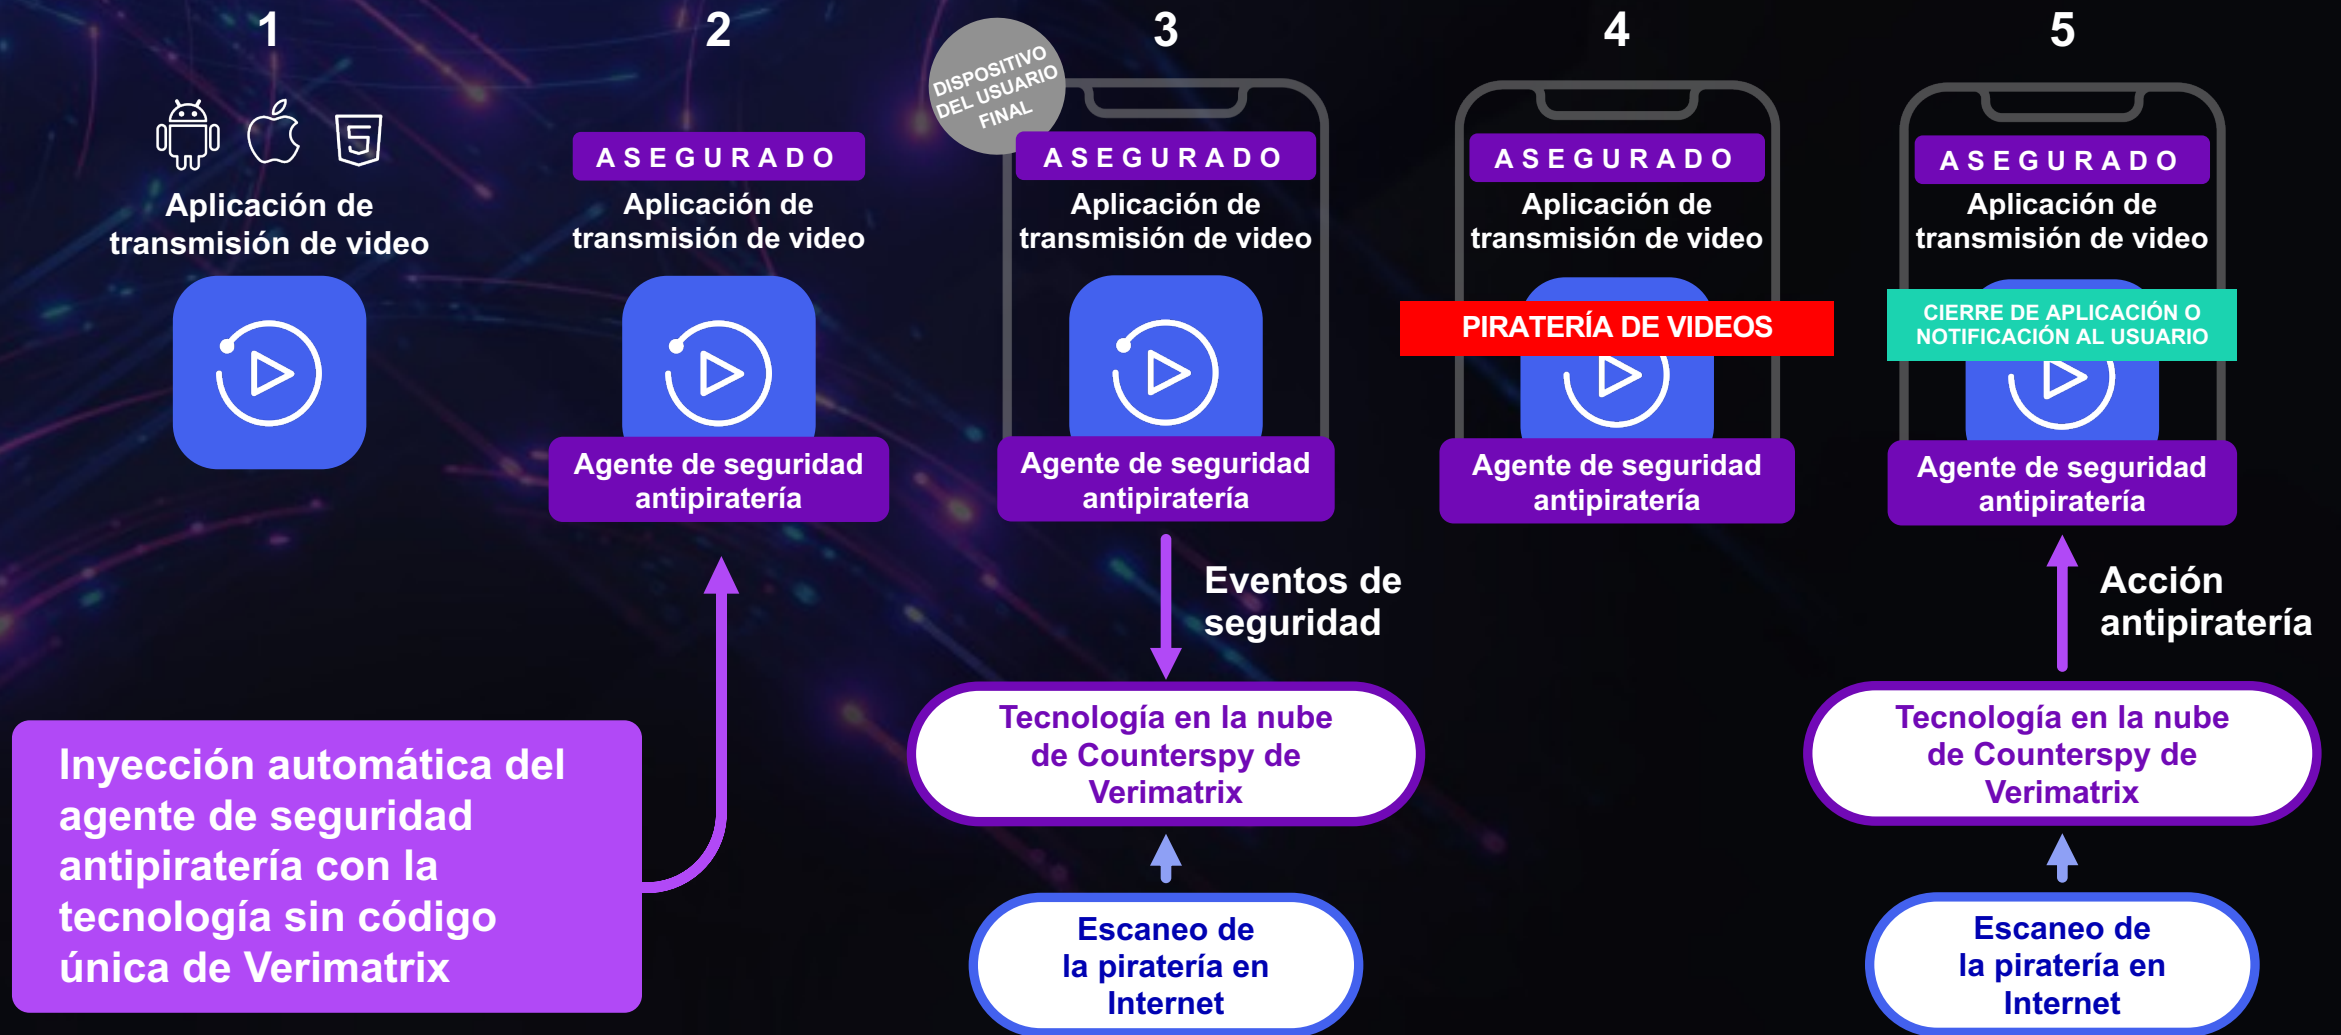 1
Aplicación de
transmisión de video
2
ASEGURADO
Aplicación de
transmisión de video
Agente de seguridad
antipiratería
Inyección automática del
agente de seguridad
antipiratería con la
tecnología sin código
única de Verimatrix
3
DISPOSITIVO
DEL USUARIO
FINAL
ASEGURADO
Aplicación de
transmisión de video
Agente de seguridad
antipiratería
Eventos de
seguridad
Tecnología en la nube
de Counterspy de
Verimatrix
Escaneo de
la piratería en
Internet
4
ASEGURADO
Aplicación de
transmisión de video
PIRATERÍA DE VIDEOS
Agente de seguridad
antipiratería
5
ASEGURADO
Aplicación de
transmisión de video
CIERRE DE APLICACIÓN O
NOTIFICACIÓN AL USUARIO
Agente de seguridad
antipiratería
Acción
antipiratería
Tecnología en la nube
de Counterspy de
Verimatrix
Escaneo de
la piratería en
Internet